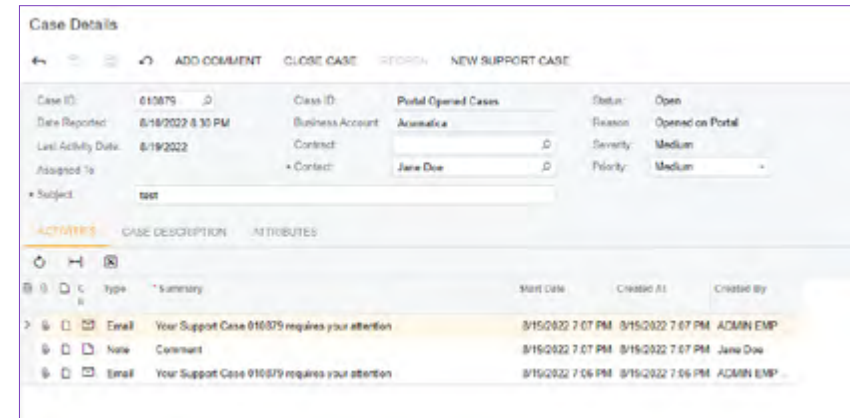 Case Details
ADD COMMENT CLOSE CASE REOPEN NEW SUPPORT CASE
Case ID: 010879 Class ID: Portal Opened Cases Status: Open
Date Reported: 8/18/2022 8:30 PM Business Account: Acumatica Reason: Opened on Portal
Last Activity Date: 8/19/2022 Contract: Severity: Medium
Assigned To * Contact: Jane Doe Priority: Medium
* Subject: test
ACTIVITIES CASE DESCRIPTION ATTRIBUTES
Type * Summary Start Date Created At Created By
Email Your Support Case 010879 requires your attention 8/15/2022 7:07 PM 8/15/2022 7:07 PM ADMIN EMP
Note Comment 8/15/2022 7:07 PM 8/15/2022 7:07 PM Jane Doe
Email Your Support Case 010879 requires your attention 8/15/2022 7:06 PM 8/15/2022 7:06 PM ADMIN EMP